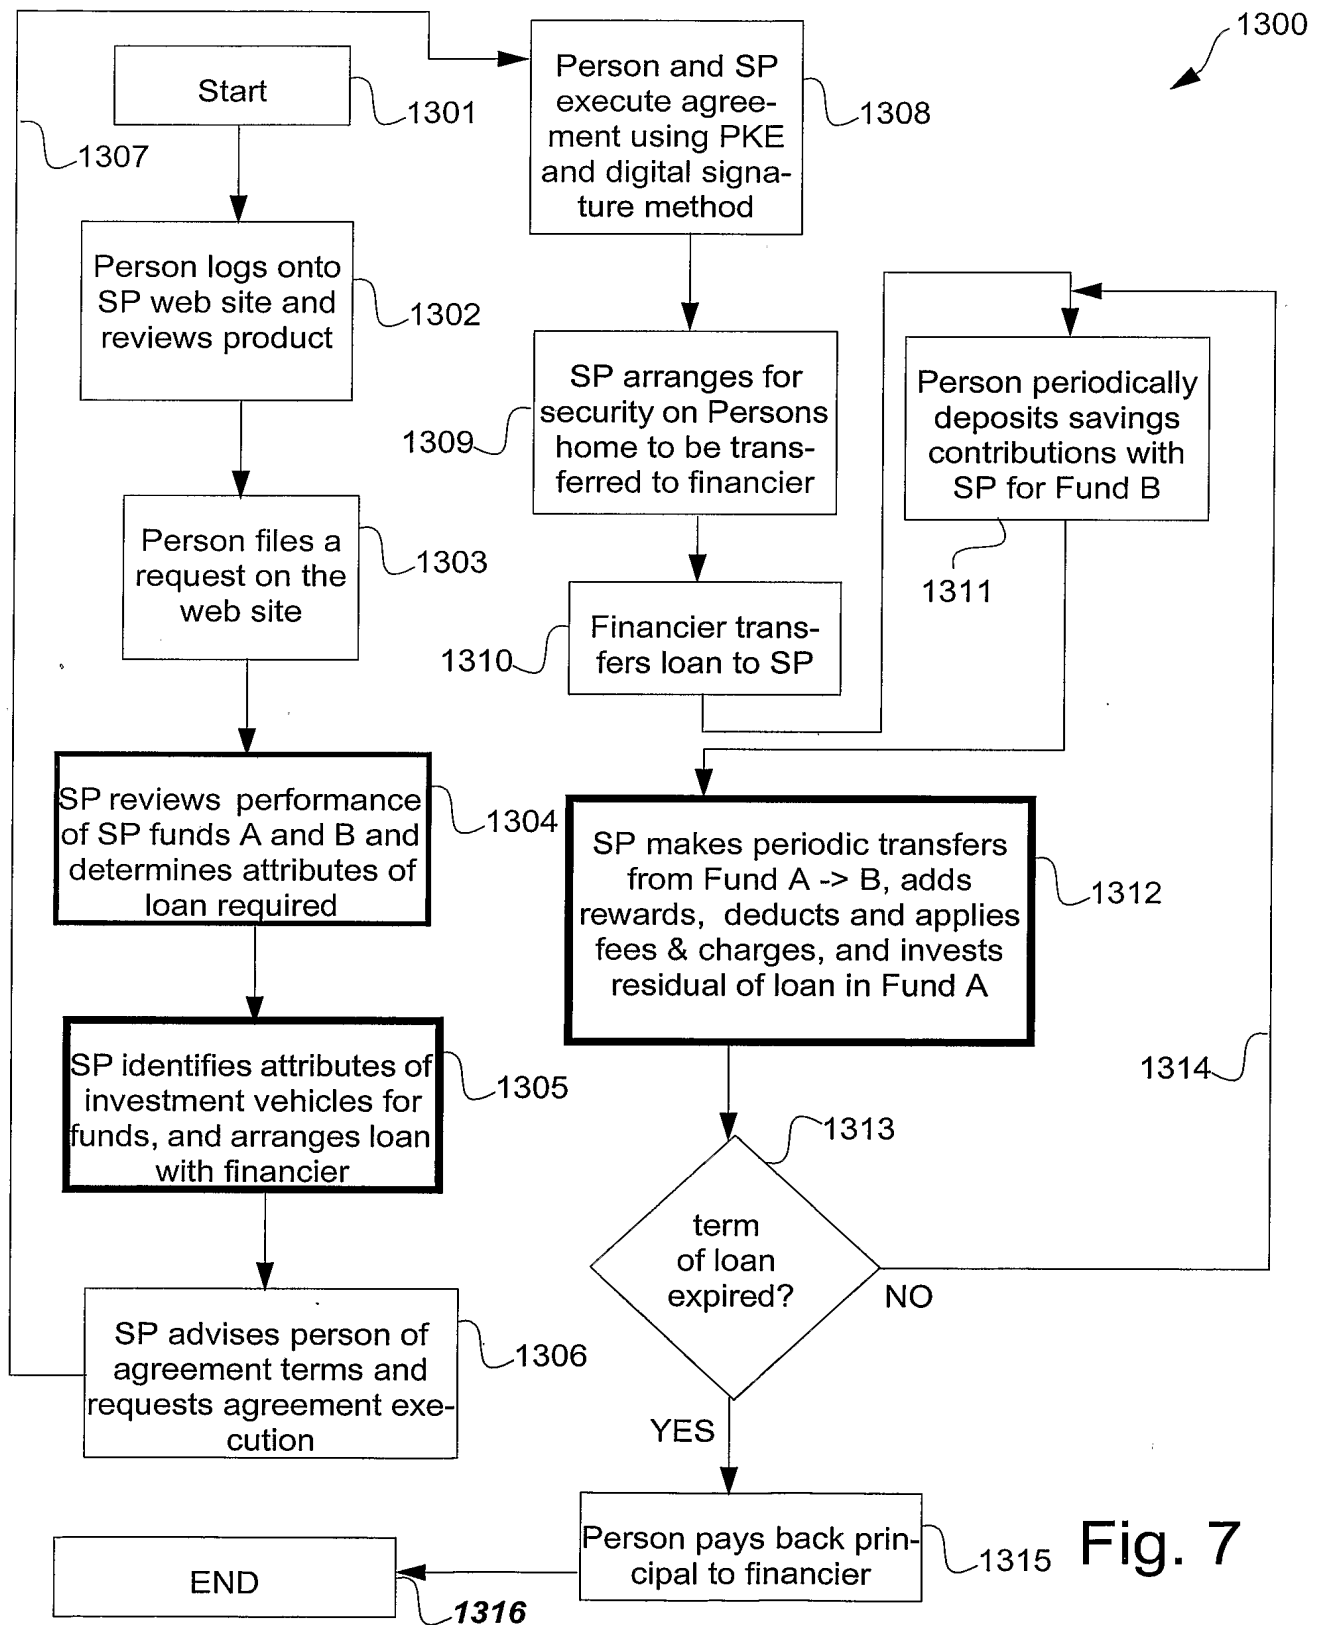 1300
Start
1301
1307
Person logs onto
SP web site and
reviews product
1302
Person files a
request on the
web site
1303
SP reviews performance
of SP funds A and B and
determines attributes of
loan required
1304
SP identifies attributes of
investment vehicles for
funds, and arranges loan
with financier
1305
SP advises person of
agreement terms and
requests agreement exe-
cution
1306
Person and SP
execute agree-
ment using PKE
and digital signa-
ture method
1308
SP arranges for
security on Persons
home to be trans-
ferred to financier
1309
Financier trans-
fers loan to SP
1310
Person periodically
deposits savings
contributions with
SP for Fund B
1311
SP makes periodic transfers
from Fund A -> B, adds
rewards, deducts and applies
fees & charges, and invests
residual of loan in Fund A
1312
1313
term
of loan
expired?
NO
1314
YES
Person pays back prin-
cipal to financier
1315
END
1316
Fig. 7